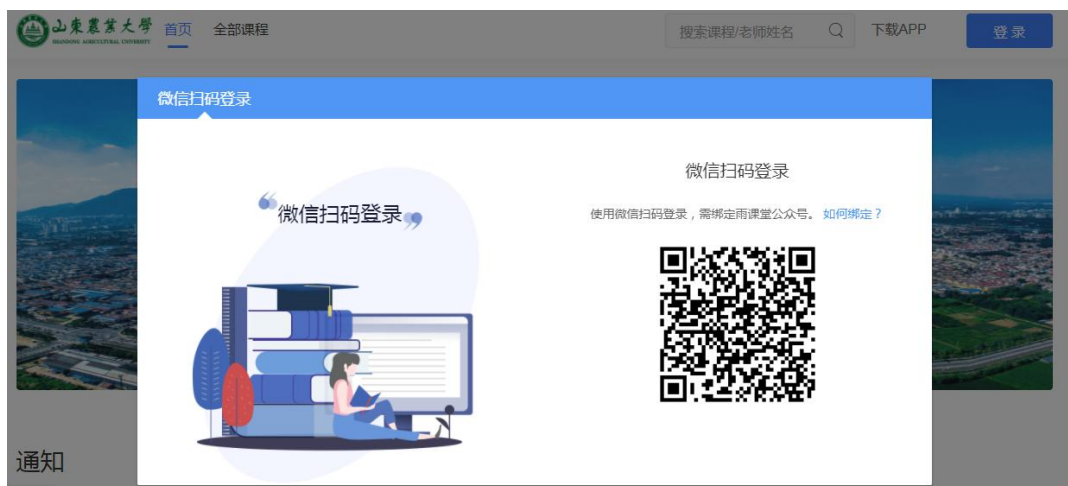 山東農業大學 首页 全部课程 搜索课程/老师姓名 下载APP 登 录
SHANDONG AGRICULTURAL UNIVERSITY
微信扫码登录
微信扫码登录
“微信扫码登录”
使用微信扫码登录，需绑定雨课堂公众号。 如何绑定？
通知